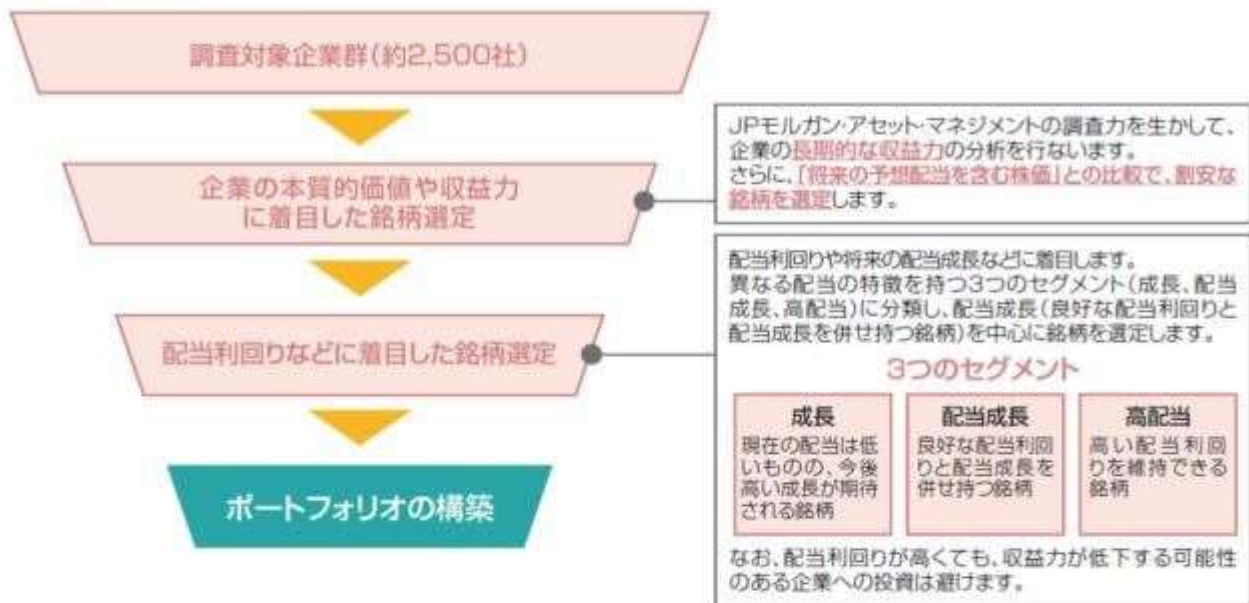 調査対象企業群(約2,500社)
企業の本質的価値や収益力
に着目した銘柄選定
JPモルガン・アセット・マネジメントの調査力を生かして、
企業の長期的な収益力の分析を行ないます。
さらに、「将来の予想配当を含む株価」との比較で、割安な
銘柄を選定します。
配当利回りなどに着目した銘柄選定
配当利回りや将来の配当成長などに着目します。
異なる配当の特徴を持つ3つのセグメント(成長、配当
成長、高配当)に分類し、配当成長(良好な配当利回りと
配当成長を併せ持つ銘柄)を中心に銘柄を選定します。
3つのセグメント
成長
現在の配当は低
いものの、今後
高い成長が期待
される銘柄
配当成長
良好な配当利回
りと配当成長を
併せ持つ銘柄
高配当
高い配当利回
りを維持できる
銘柄
なお、配当利回りが高くても、収益力が低下する可能性
のある企業への投資は避けます。
ポートフォリオの構築